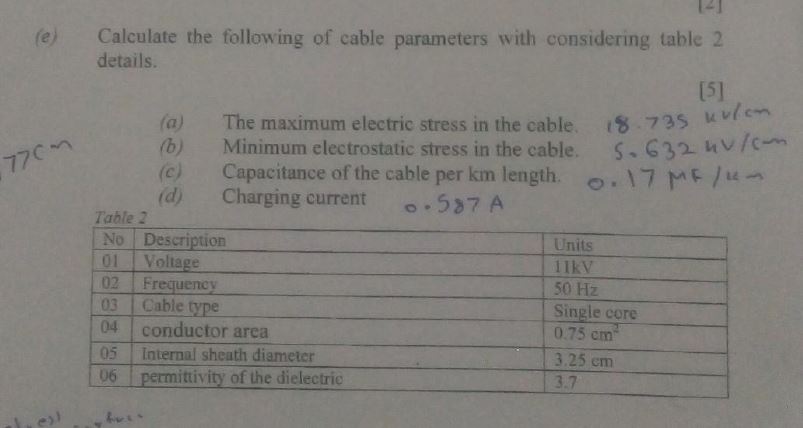 [2]
(e) Calculate the following of cable parameters with considering table 2
details.
[5]
(a) The maximum electric stress in the cable. 18.735 kv/cm
(b) Minimum electrostatic stress in the cable. 5.632 kV/cm
77cm
(c) Capacitance of the cable per km length. 0.17 MF/km
(d) Charging current 0.587 A
Table 2
No Description Units
01 Voltage 11kV
02 Frequency 50 Hz
03 Cable type Single core
04 conductor area 0.75 cm²
05 Internal sheath diameter 3.25 cm
06 permittivity of the dielectric 3.7